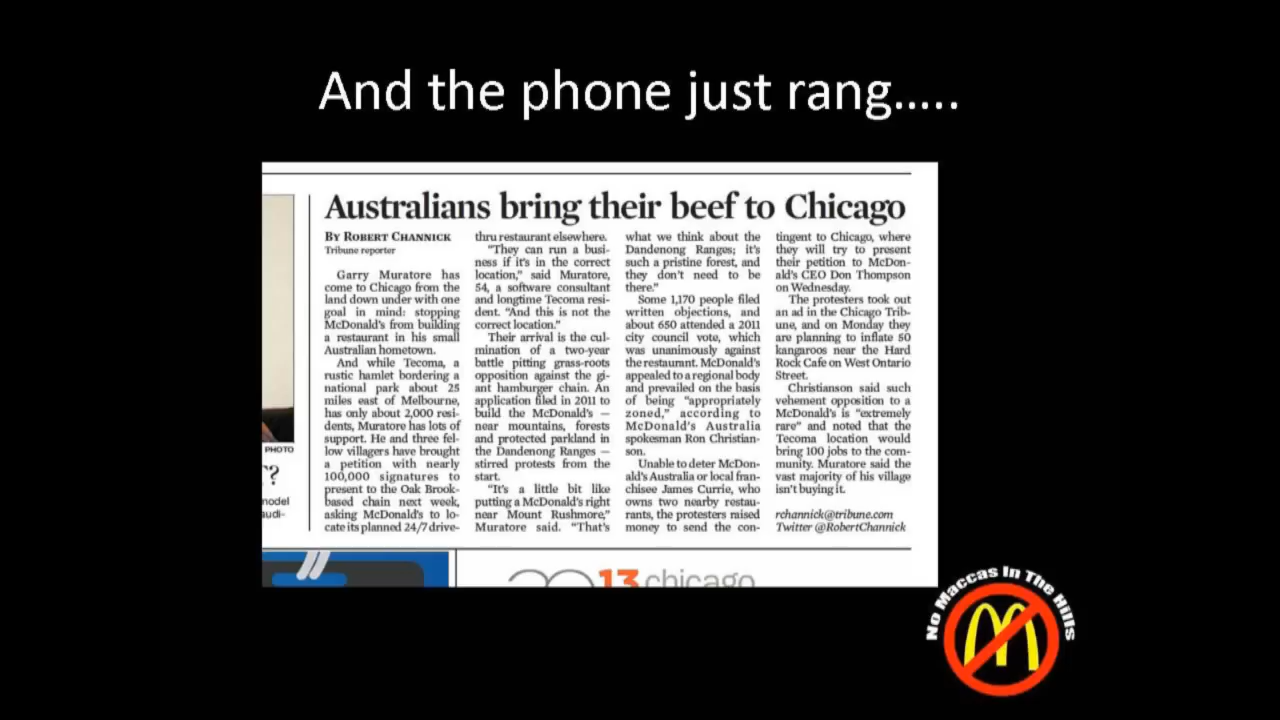 And the phone just rang…..
Australians bring their beef to Chicago
BY ROBERT CHANNICK
Tribune reporter
Garry Muratore has
come to Chicago from the
land down under with one
goal in mind: stopping
McDonald's from building
a restaurant in his small
Australian hometown.
And while Tecoma, a
rustic hamlet bordering a
national park about 25
miles east of Melbourne,
has only about 2,000 resi-
dents, Muratore has lots of
support. He and three fel-
low villagers have brought
a petition with nearly
100,000 signatures to
present to the Oak Brook-
based chain next week,
asking McDonald's to lo-
cate its planned 24/7 drive-
thru restaurant elsewhere.
"They can run a busi-
ness if it's in the correct
location," said Muratore,
54, a software consultant
and longtime Tecoma resi-
dent. "And this is not the
correct location."
Their arrival is the cul-
mination of a two-year
battle pitting grass-roots
opposition against the gi-
ant hamburger chain. An
application filed in 2011 to
build the McDonald's —
near mountains, forests
and protected parkland in
the Dandenong Ranges —
stirred protests from the
start.
"It's a little bit like
putting a McDonald's right
near Mount Rushmore,"
Muratore said. "That's
what we think about the
Dandenong Ranges; it's
such a pristine forest, and
they don't need to be
there."
Some 1,170 people filed
written objections, and
about 650 attended a 2011
city council vote, which
was unanimously against
the restaurant. McDonald's
appealed to a regional body
and prevailed on the basis
of being "appropriately
zoned," according to
McDonald's Australia
spokesman Ron Christian-
son.
Unable to deter McDon-
ald's Australia or local fran-
chisee James Currie, who
owns two nearby restau-
rants, the protesters raised
money to send the con-
tingent to Chicago, where
they will try to present
their petition to McDon-
ald's CEO Don Thompson
on Wednesday.
The protesters took out
an ad in the Chicago Trib-
une, and on Monday they
are planning to inflate 50
kangaroos near the Hard
Rock Cafe on West Ontario
Street.
Christianson said such
vehement opposition to a
McDonald's is "extremely
rare" and noted that the
Tecoma location would
bring 100 jobs to the com-
munity. Muratore said the
vast majority of his village
isn't buying it.
rchannick@tribune.com
Twitter @RobertChannick
PHOTO
?
model
audi-
2013 chicago
No Maccas In The Hills